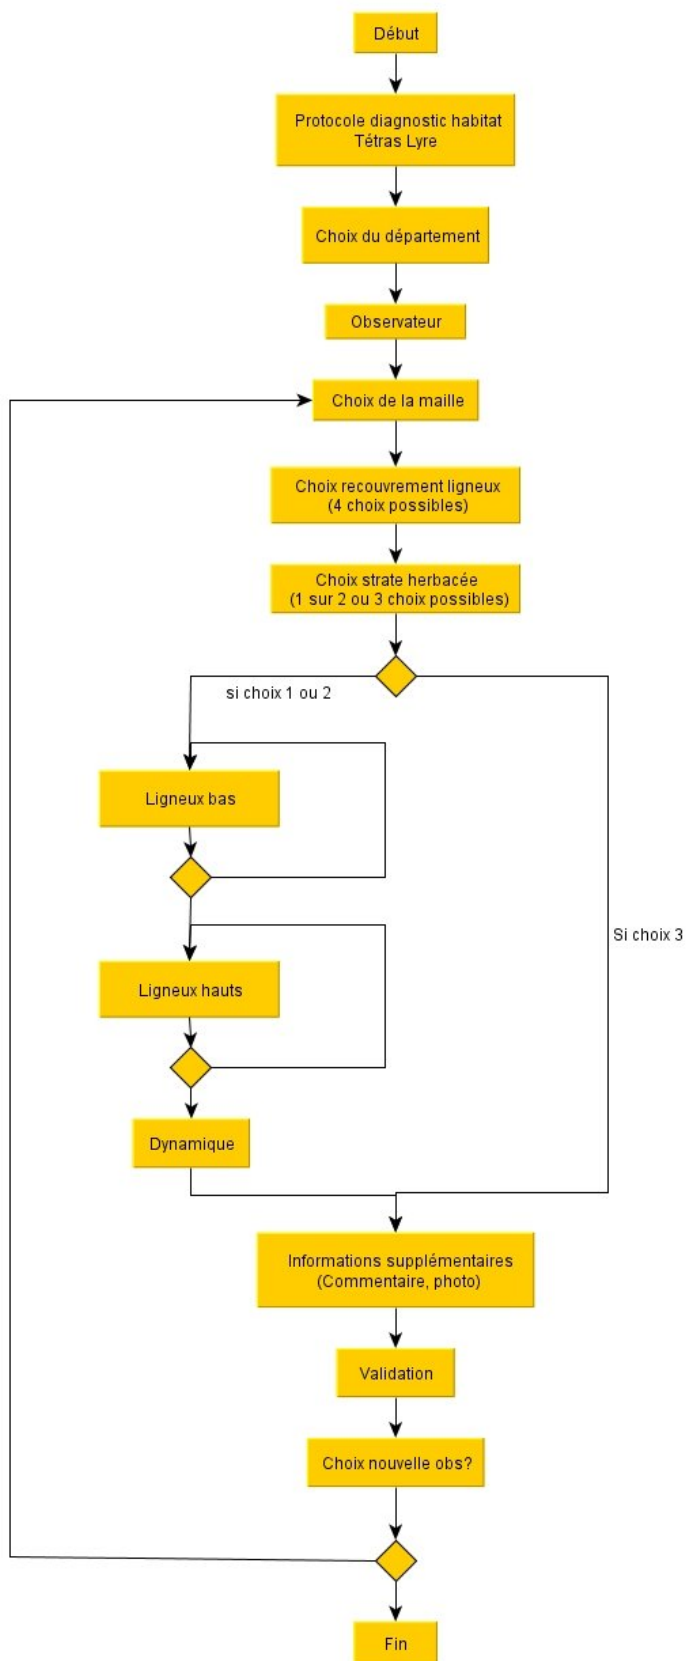 Début
Protocole diagnostic habitat
Tétras Lyre
Choix du département
Observateur
Choix de la maille
Choix recouvrement ligneux
(4 choix possibles)
Choix strate herbacée
(1 sur 2 ou 3 choix possibles)
si choix 1 ou 2
Ligneux bas
Si choix 3
Ligneux hauts
Dynamique
Informations supplémentaires
(Commentaire, photo)
Validation
Choix nouvelle obs?
Fin